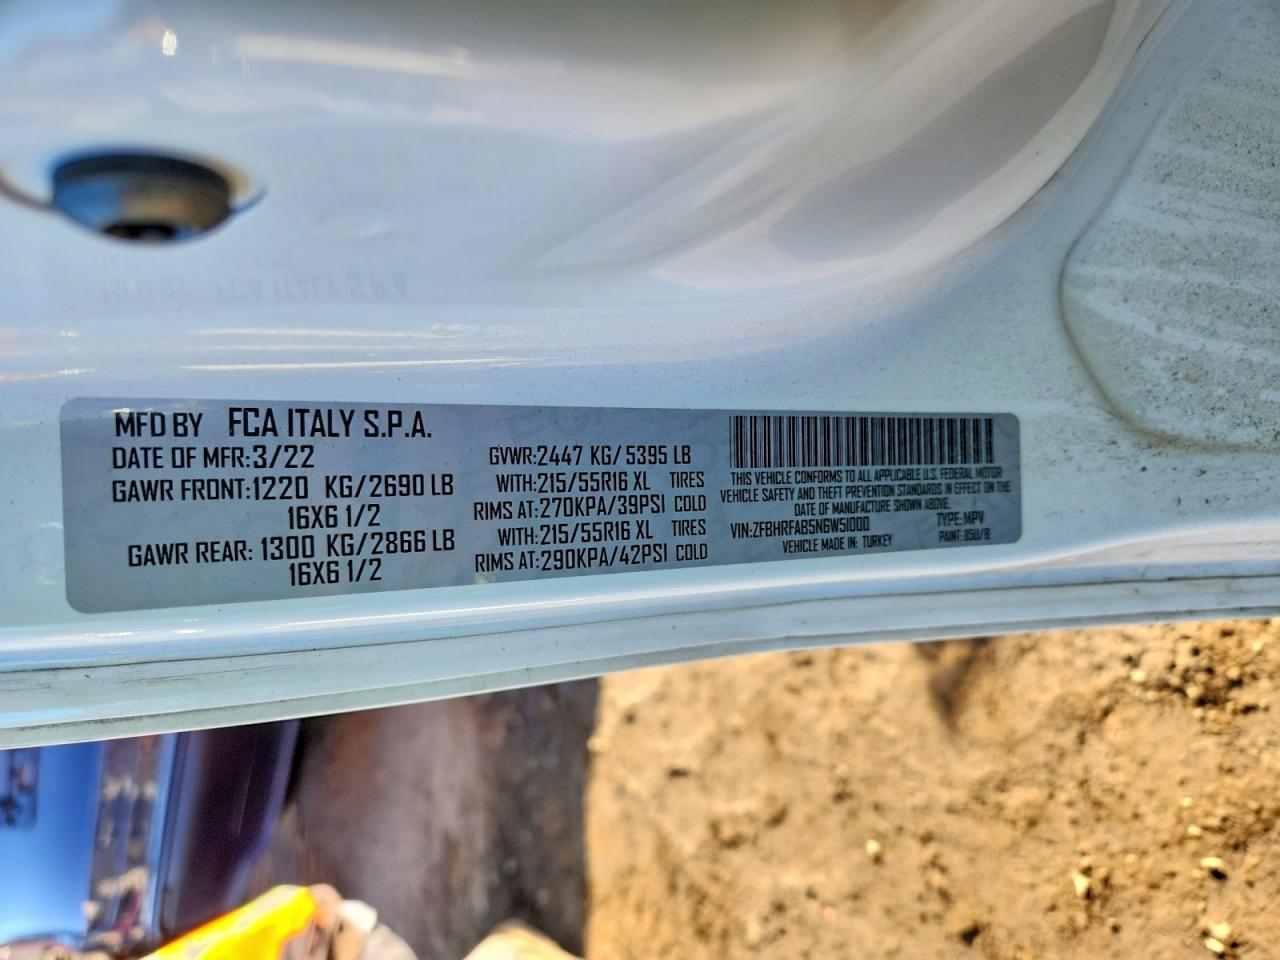 MFD BY FCA ITALY S.P.A.
DATE OF MFR:3/22
GAWR FRONT:1220 KG/2690 LB
16X6 1/2
GAWR REAR: 1300 KG/2866 LB
16X6 1/2
GVWR:2447 KG/5395 LB
WITH:215/55R16 XL TIRES
RIMS AT:270KPA/39PSI COLD
WITH:215/55R16 XL TIRES
RIMS AT:290KPA/42PSI COLD
THIS VEHICLE CONFORMS TO ALL APPLICABLE U.S. FEDERAL MOTOR
VEHICLE SAFETY AND THEFT PREVENTION STANDARDS IN EFFECT ON THE
DATE OF MANUFACTURE SHOWN ABOVE.
VIN:ZFBHRFAB5N6W51000 TYPE:MPV
VEHICLE MADE IN: TURKEY PAINT: